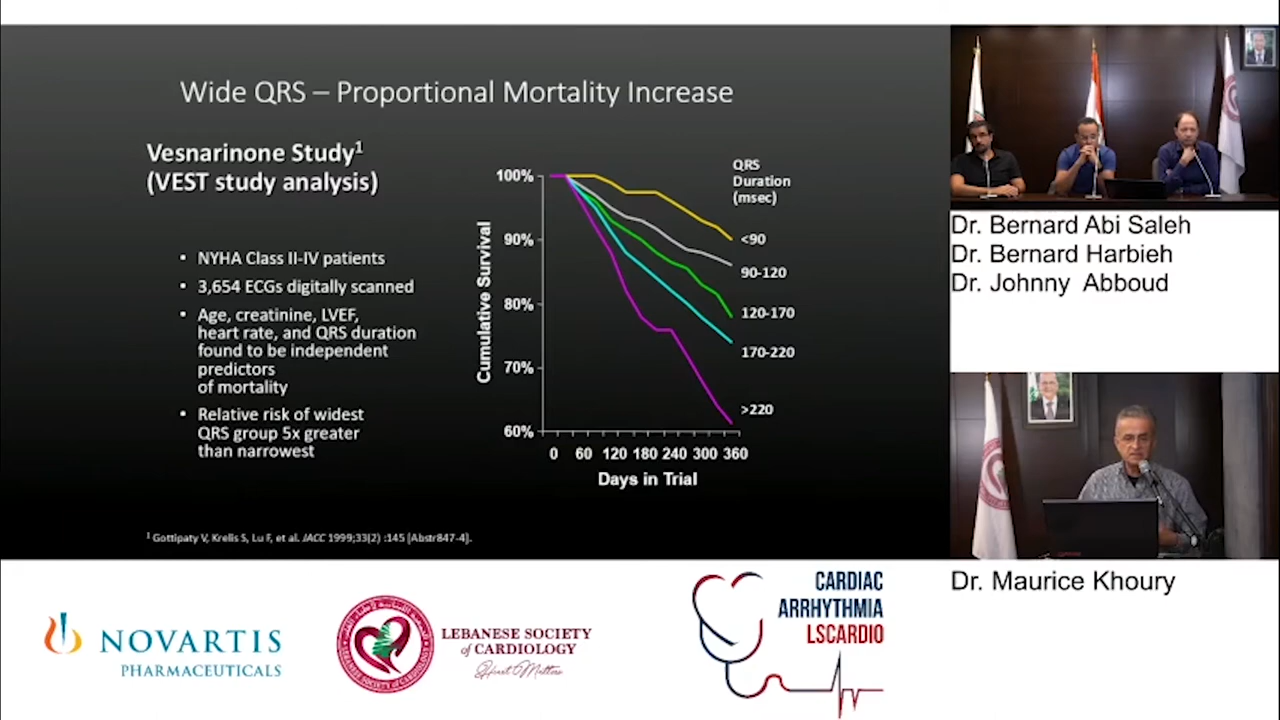 Wide QRS – Proportional Mortality Increase
Vesnarinone Study1
(VEST study analysis)
• NYHA Class II-IV patients
• 3,654 ECGs digitally scanned
• Age, creatinine, LVEF,
heart rate, and QRS duration
found to be independent
predictors
of mortality
• Relative risk of widest
QRS group 5x greater
than narrowest
Cumulative Survival
100%
90%
80%
70%
60%
0 60 120 180 240 300 360
Days in Trial
QRS
Duration
(msec)
<90
90-120
120-170
170-220
>220
1 Gottipaty V, Krelis S, Lu F, et al. JACC 1999;33(2) :145 [Abstr847-4].
Dr. Bernard Abi Saleh
Dr. Bernard Harbieh
Dr. Johnny Abboud
Dr. Maurice Khoury
NOVARTIS
PHARMACEUTICALS
LEBANESE SOCIETY
of CARDIOLOGY
Heart Matters
CARDIAC
ARRHYTHMIA
LSCARDIO